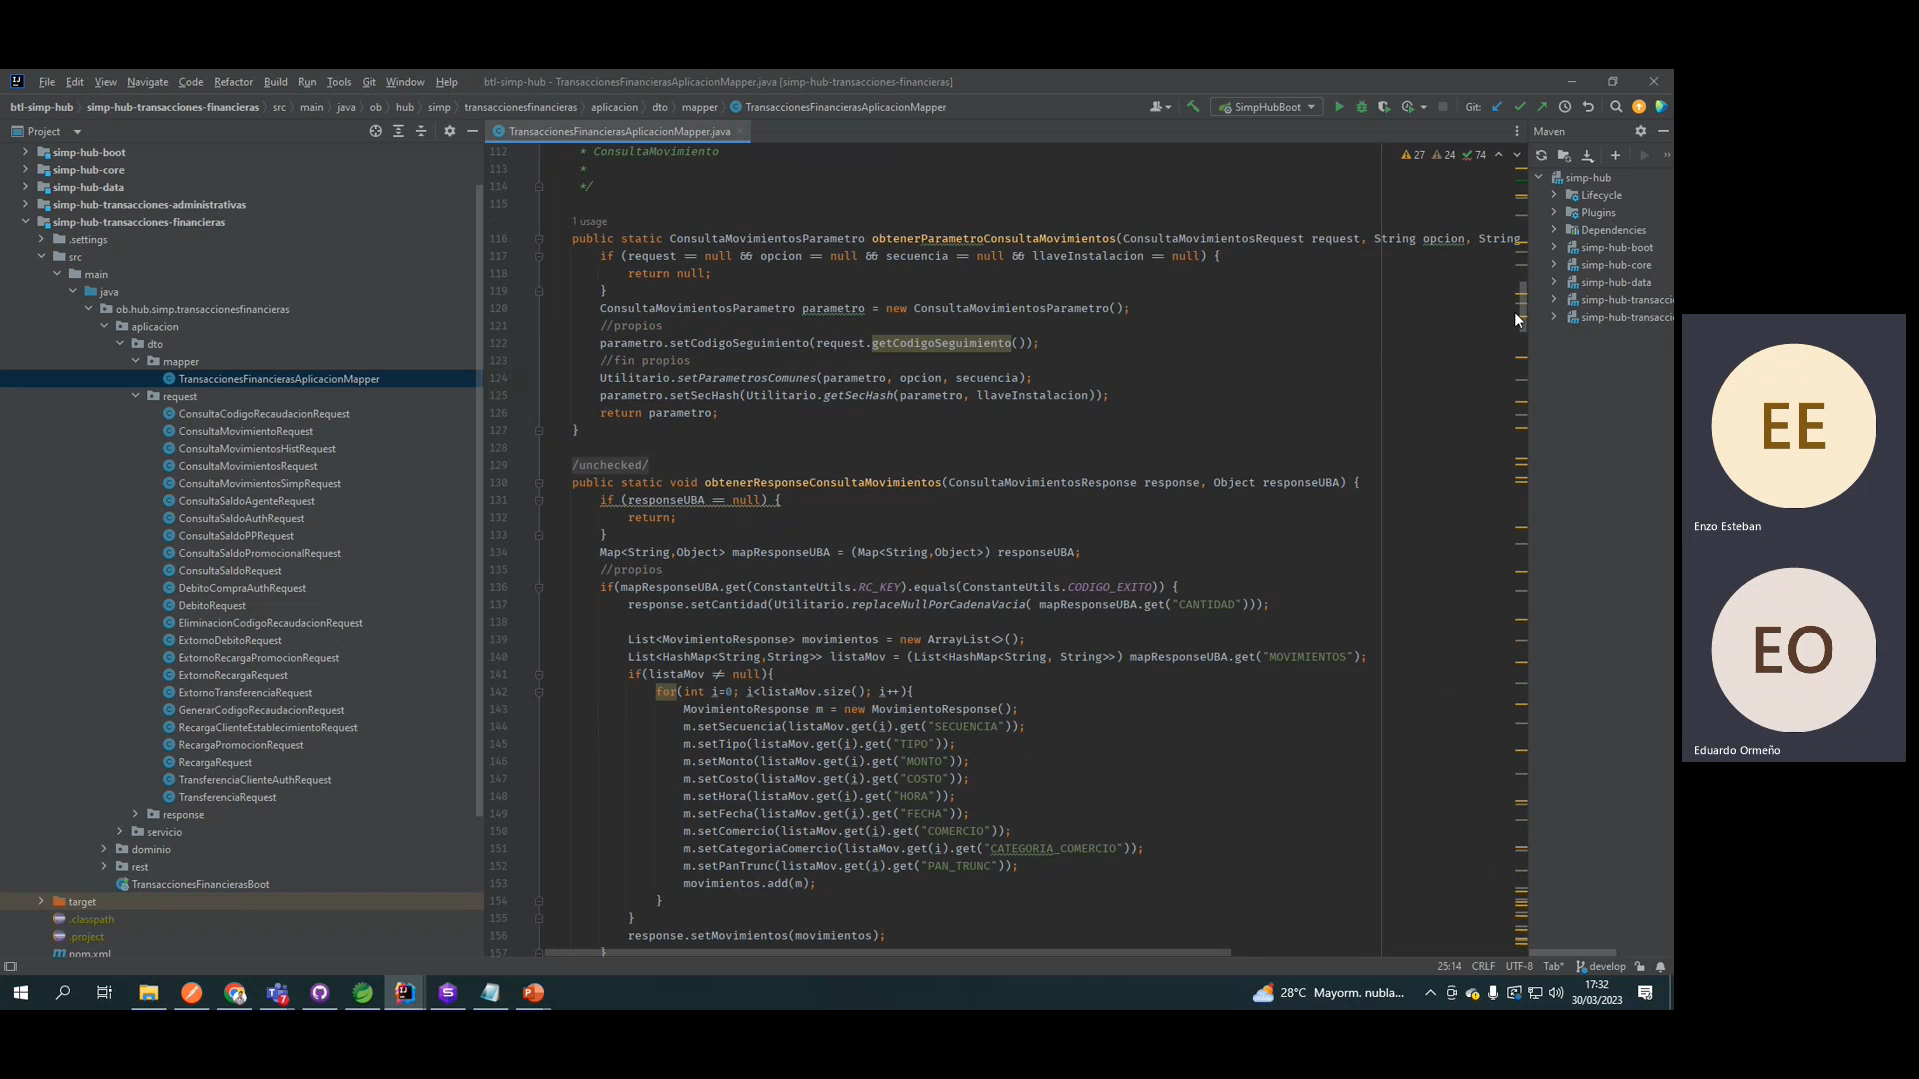 File Edit View Navigate Code Refactor Build Run Tools Git Window Help btl-simp-hub - TransaccionesFinancierasAplicacionMapper.java [simp-hub-transacciones-financieras]
btl-simp-hub simp-hub-transacciones-financieras src main java ob hub simp transaccionesfinancieras aplicacion dto mapper TransaccionesFinancierasAplicacionMapper SimpHubBoot Git:
Project
simp-hub-boot
simp-hub-core
simp-hub-data
simp-hub-transacciones-administrativas
simp-hub-transacciones-financieras
.settings
src
main
java
ob.hub.simp.transaccionesfinancieras
aplicacion
dto
mapper
TransaccionesFinancierasAplicacionMapper
request
ConsultaCodigoRecaudacionRequest
ConsultaMovimientoRequest
ConsultaMovimientosHistRequest
ConsultaMovimientosRequest
ConsultaMovimientosSimpRequest
ConsultaSaldoAgenteRequest
ConsultaSaldoAuthRequest
ConsultaSaldoPPRequest
ConsultaSaldoPromocionalRequest
ConsultaSaldoRequest
DebitoCompraAuthRequest
DebitoRequest
EliminacionCodigoRecaudacionRequest
ExtornoDebitoRequest
ExtornoRecargaPromocionRequest
ExtornoRecargaRequest
ExtornoTransferenciaRequest
GenerarCodigoRecaudacionRequest
RecargaClienteEstablecimientoRequest
RecargaPromocionRequest
RecargaRequest
TransferenciaClienteAuthRequest
TransferenciaRequest
response
servicio
dominio
rest
TransaccionesFinancierasBoot
target
.classpath
.project
pom.xml
TransaccionesFinancierasAplicacionMapper.java
27 24 74
112 * ConsultaMovimiento
113 *
114 */
115
1 usage
116 public static ConsultaMovimientosParametro obtenerParametroConsultaMovimientos(ConsultaMovimientosRequest request, String opcion, String
117 if (request == null && opcion == null && secuencia == null && llaveInstalacion == null) {
118 return null;
119 }
120 ConsultaMovimientosParametro parametro = new ConsultaMovimientosParametro();
121 //propios
122 parametro.setCodigoSeguimiento(request.getCodigoSeguimiento());
123 //fin propios
124 Utilitario.setParametrosComunes(parametro, opcion, secuencia);
125 parametro.setSecHash(Utilitario.getSecHash(parametro, llaveInstalacion));
126 return parametro;
127 }
128
129 /unchecked/
130 public static void obtenerResponseConsultaMovimientos(ConsultaMovimientosResponse response, Object responseUBA) {
131 if (responseUBA == null) {
132 return;
133 }
134 Map<String,Object> mapResponseUBA = (Map<String,Object>) responseUBA;
135 //propios
136 if(mapResponseUBA.get(ConstanteUtils.RC_KEY).equals(ConstanteUtils.CODIGO_EXITO)) {
137 response.setCantidad(Utilitario.replaceNullPorCadenaVacia( mapResponseUBA.get("CANTIDAD")));
138
139 List<MovimientoResponse> movimientos = new ArrayList<>();
140 List<HashMap<String,String>> listaMov = (List<HashMap<String, String>>) mapResponseUBA.get("MOVIMIENTOS");
141 if(listaMov != null){
142 for(int i=0; i<listaMov.size(); i++){
143 MovimientoResponse m = new MovimientoResponse();
144 m.setSecuencia(listaMov.get(i).get("SECUENCIA"));
145 m.setTipo(listaMov.get(i).get("TIPO"));
146 m.setMonto(listaMov.get(i).get("MONTO"));
147 m.setCosto(listaMov.get(i).get("COSTO"));
148 m.setHora(listaMov.get(i).get("HORA"));
149 m.setFecha(listaMov.get(i).get("FECHA"));
150 m.setComercio(listaMov.get(i).get("COMERCIO"));
151 m.setCategoriaComercio(listaMov.get(i).get("CATEGORIA_COMERCIO"));
152 m.setPanTrunc(listaMov.get(i).get("PAN_TRUNC"));
153 movimientos.add(m);
154 }
155 }
156 response.setMovimientos(movimientos);
157 }
Maven
simp-hub
Lifecycle
Plugins
Dependencies
simp-hub-boot
simp-hub-core
simp-hub-data
simp-hub-transacci
simp-hub-transacci
EE
Enzo Esteban
EO
Eduardo Ormeño
25:14 CRLF UTF-8 Tab* develop
28°C Mayorm. nubla...
17:32
30/03/2023